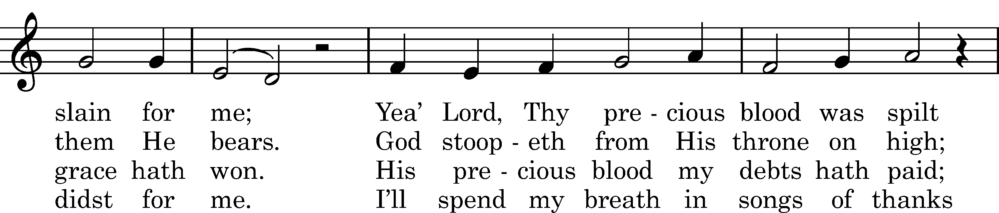 slain for me; Yea’ Lord, Thy pre - cious blood was spilt
them He bears. God stoop - eth from His throne on high;
grace hath won. His pre - cious blood my debts hath paid;
didst for me. I’ll spend my breath in songs of thanks